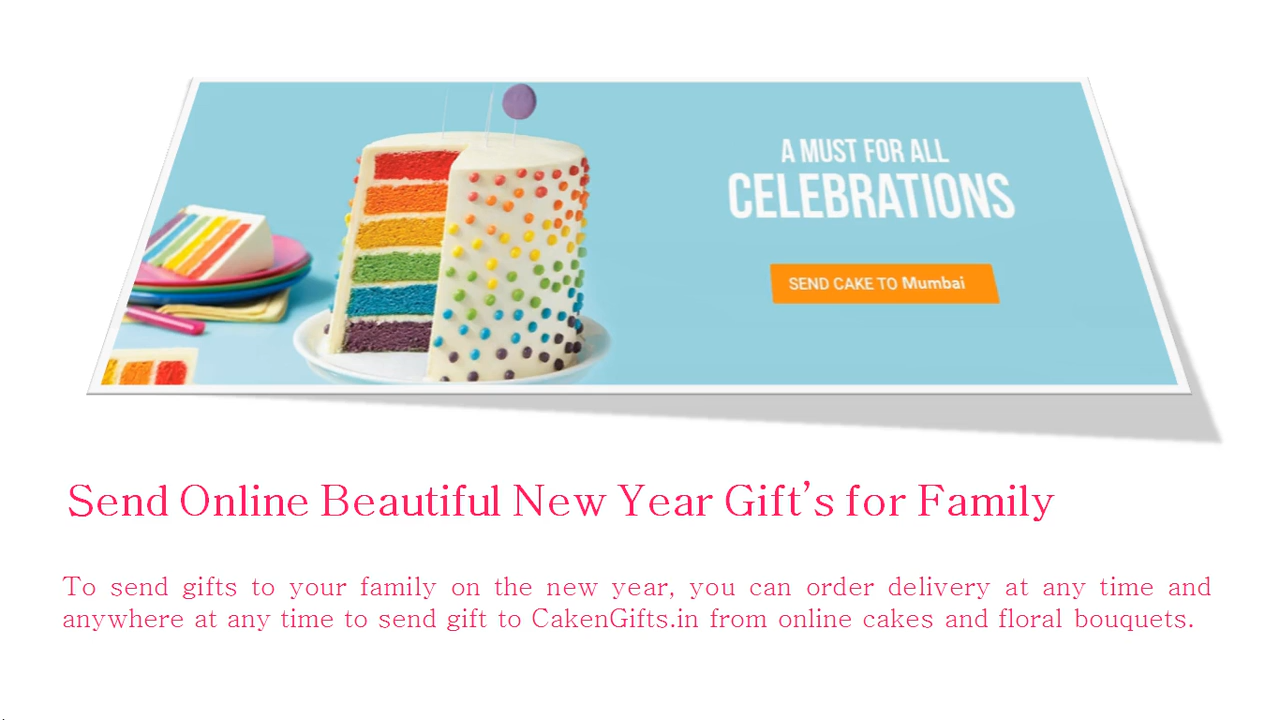 A MUST FOR ALL
CELEBRATIONS
SEND CAKE TO Mumbai
Send Online Beautiful New Year Gift’s for Family
To send gifts to your family on the new year, you can order delivery at any time and
anywhere at any time to send gift to CakenGifts.in from online cakes and floral bouquets.